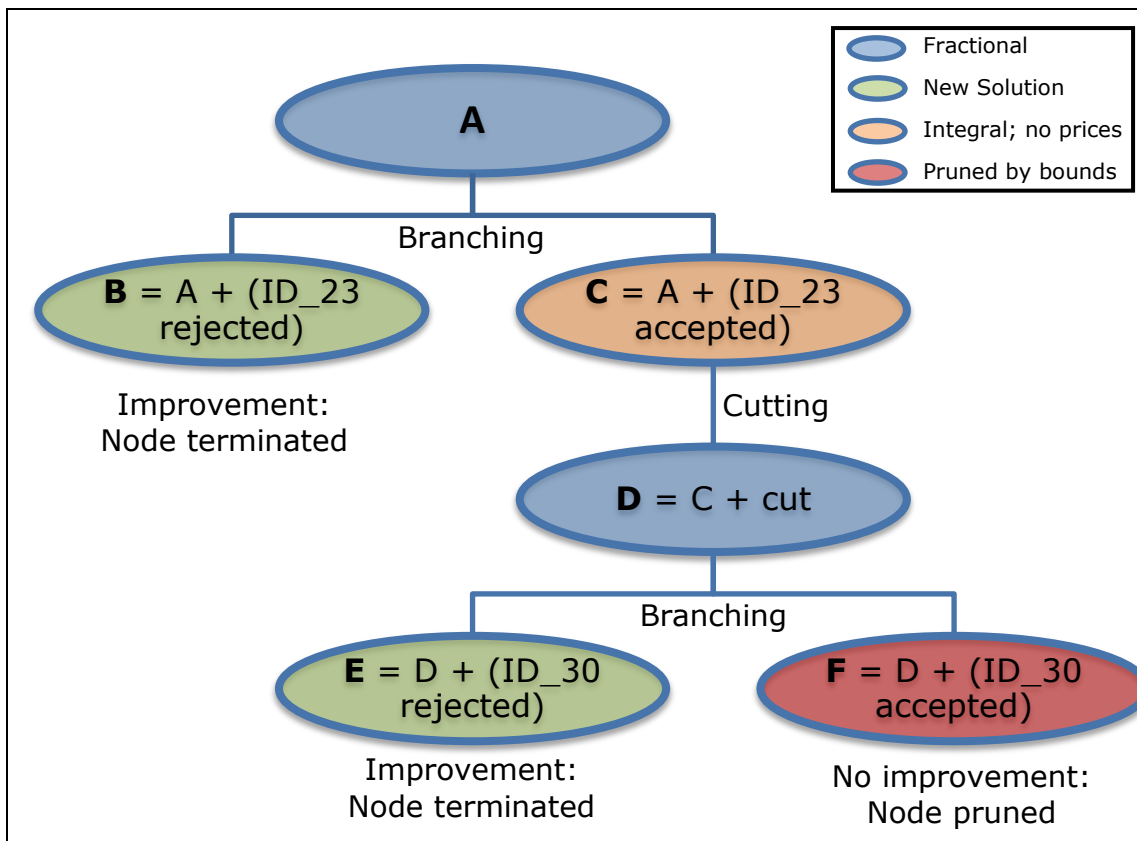 Fractional
New Solution
Integral; no prices
Pruned by bounds
A
Branching
B = A + (ID_23
rejected)
C = A + (ID_23
accepted)
Improvement:
Node terminated
Cutting
D = C + cut
Branching
E = D + (ID_30
rejected)
F = D + (ID_30
accepted)
Improvement:
Node terminated
No improvement:
Node pruned